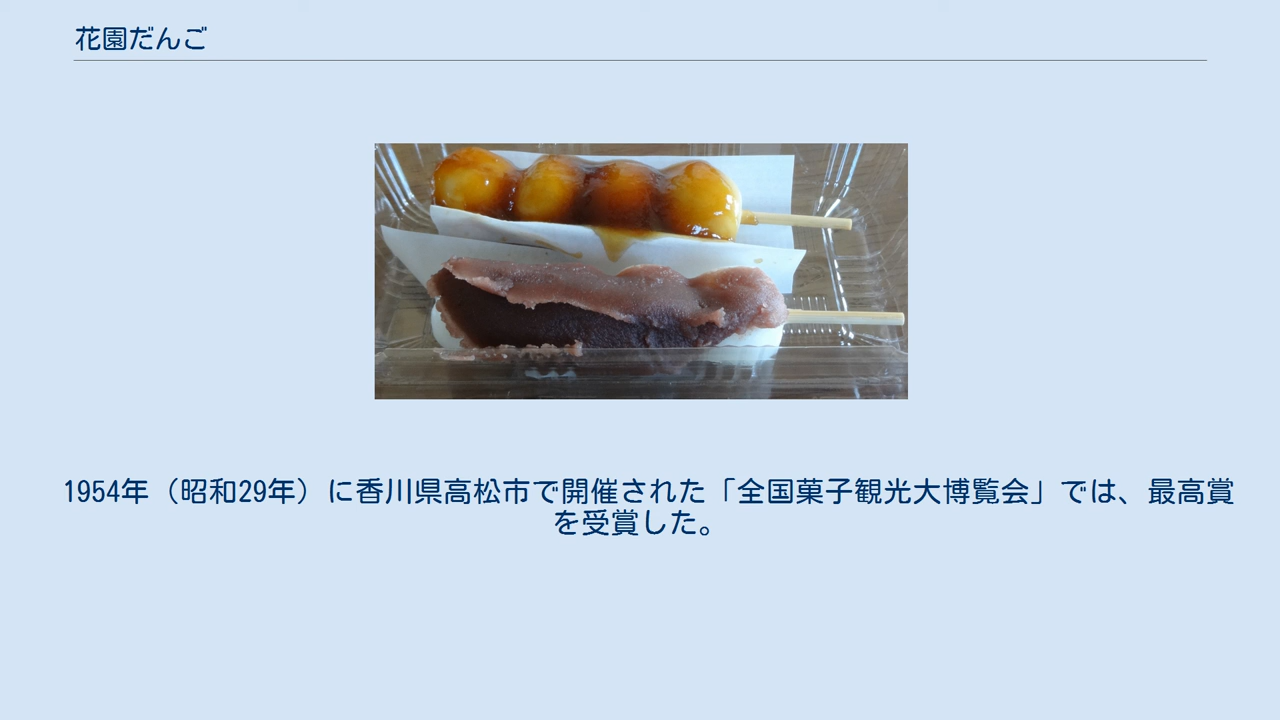 花園だんご
1954年（昭和29年）に香川県高松市で開催された「全国菓子観光大博覧会」では、最高賞
を受賞した。